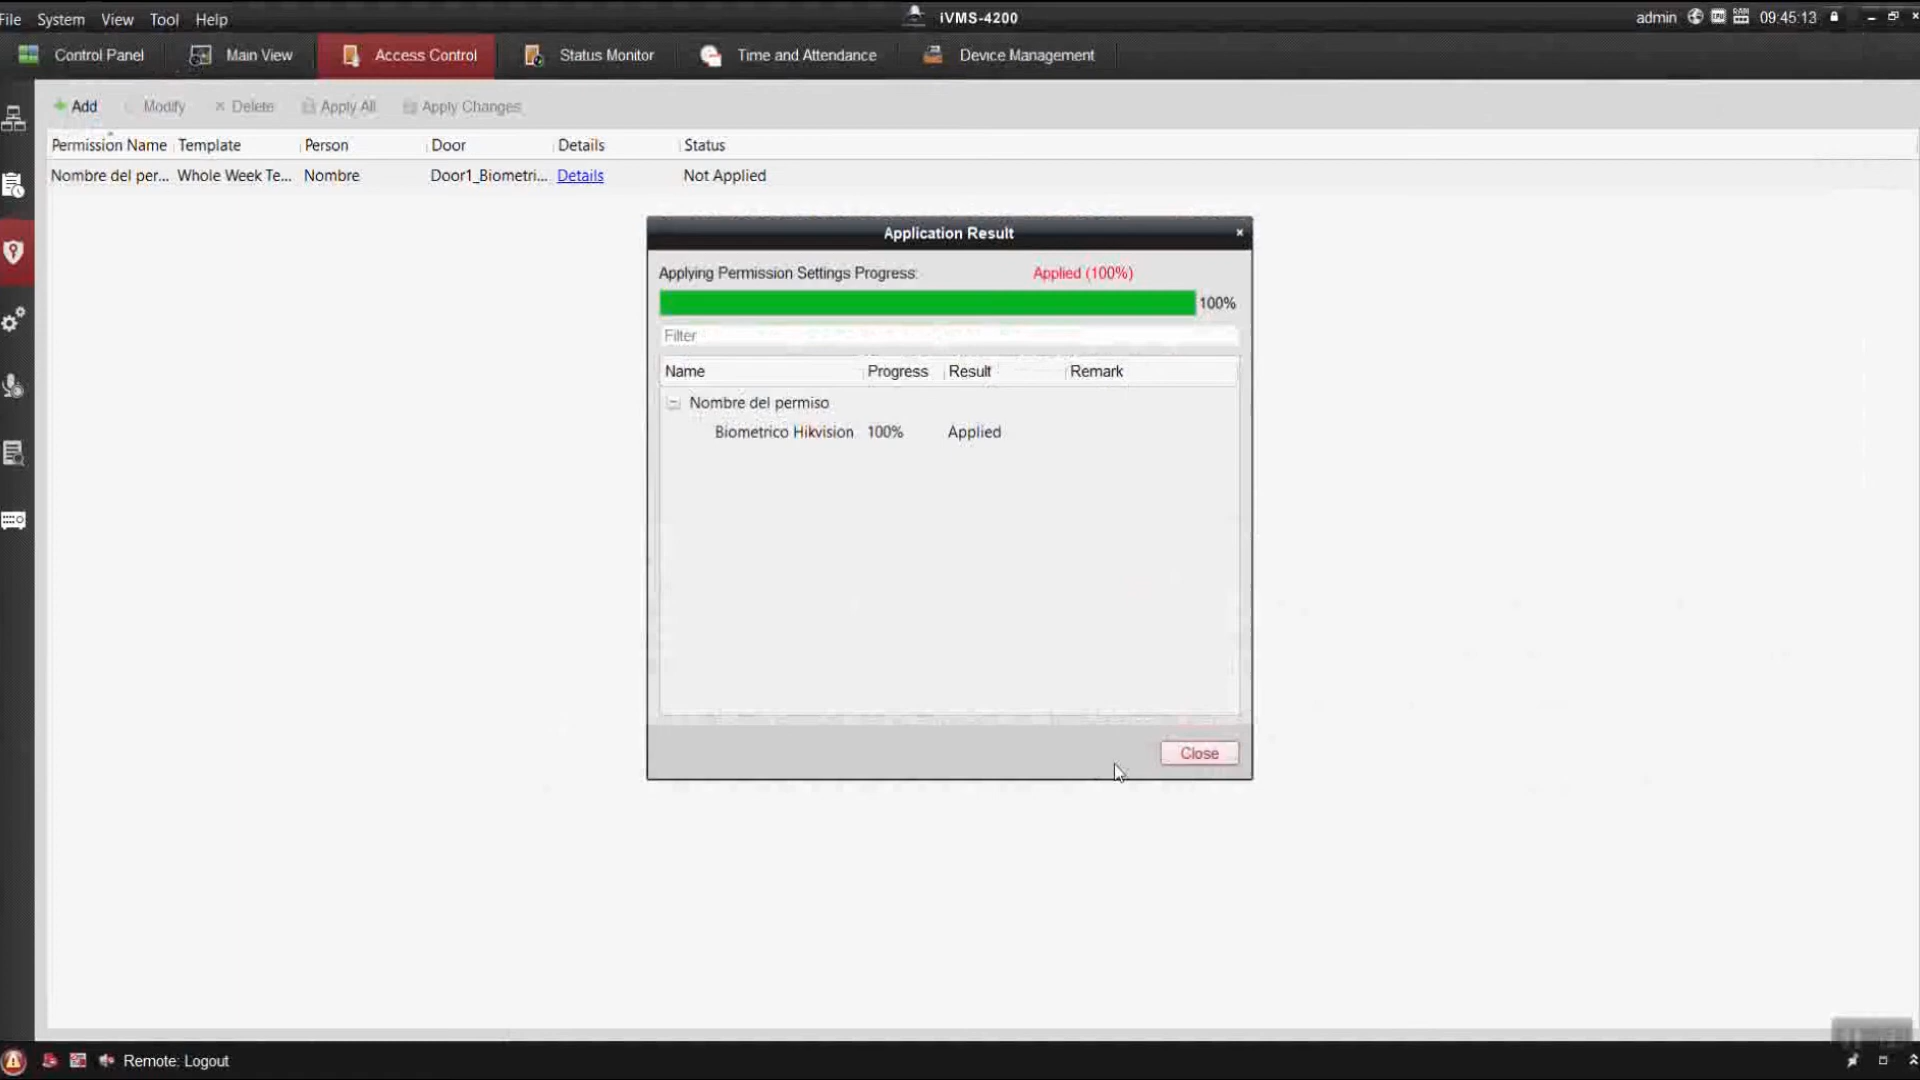 File System View Tool Help iVMS-4200 admin 09:45:13
Control Panel Main View Access Control Status Monitor Time and Attendance Device Management
Add Modify Delete Apply All Apply Changes
Permission Name Template Person Door Details Status
Nombre del per... Whole Week Te... Nombre Door1_Biometri... Details Not Applied
Application Result
Applying Permission Settings Progress: Applied (100%)
100%
Filter
Name Progress Result Remark
Nombre del permiso
Biometrico Hikvision 100% Applied
Close
Remote: Logout